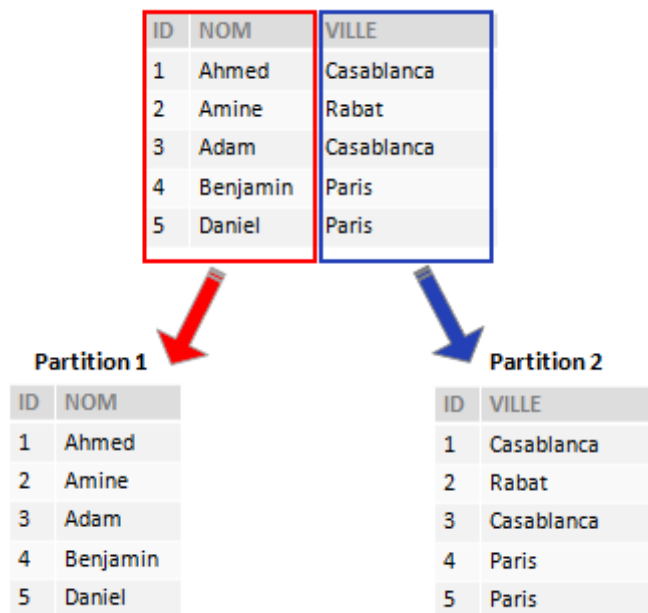 ID NOM VILLE
1 Ahmed Casablanca
2 Amine Rabat
3 Adam Casablanca
4 Benjamin Paris
5 Daniel Paris
Partition 1
ID NOM
1 Ahmed
2 Amine
3 Adam
4 Benjamin
5 Daniel
Partition 2
ID VILLE
1 Casablanca
2 Rabat
3 Casablanca
4 Paris
5 Paris